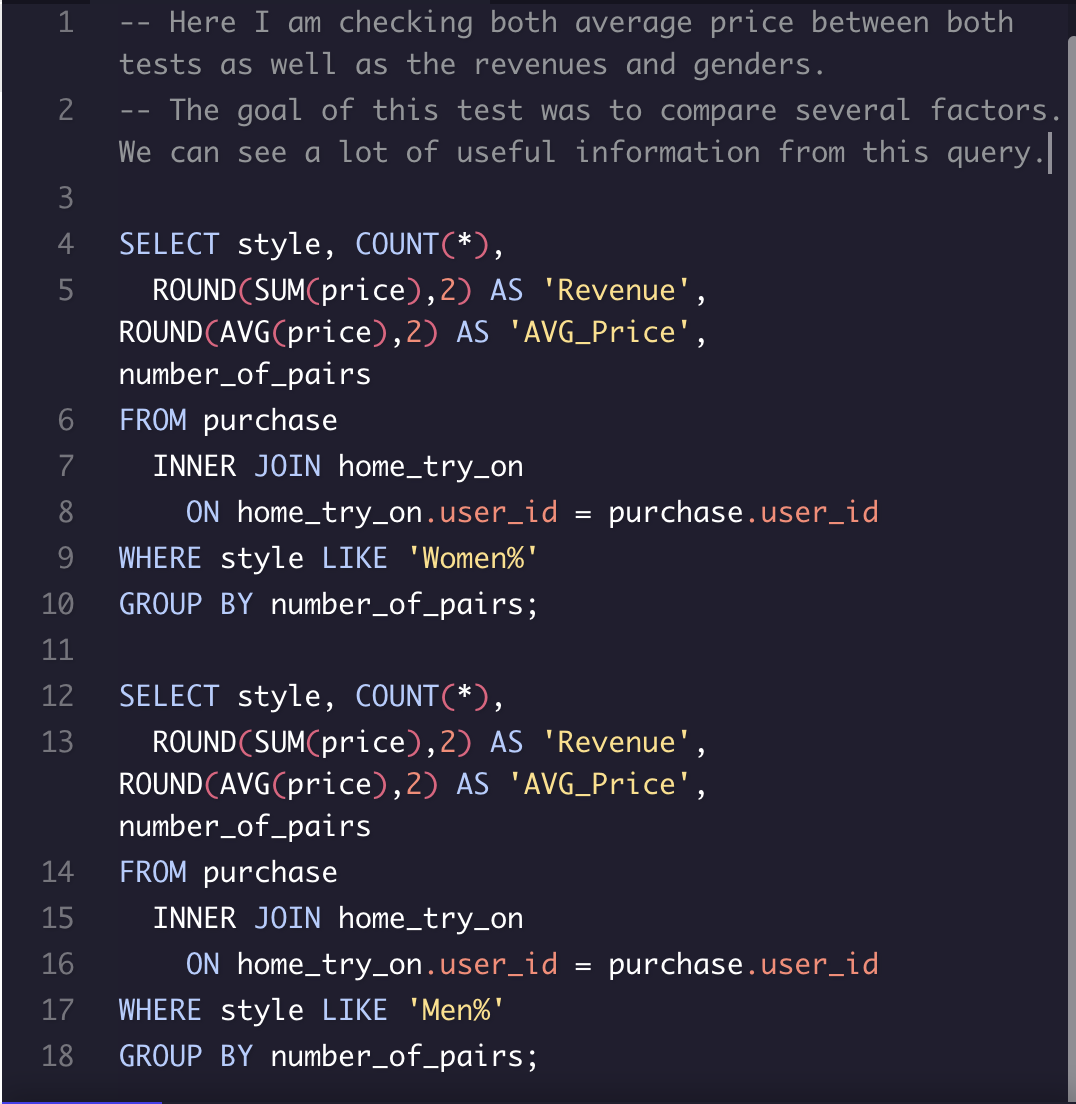 1 -- Here I am checking both average price between both
tests as well as the revenues and genders.
2 -- The goal of this test was to compare several factors.
We can see a lot of useful information from this query.
3
4 SELECT style, COUNT(*),
5   ROUND(SUM(price),2) AS 'Revenue',
ROUND(AVG(price),2) AS 'AVG_Price',
number_of_pairs
6 FROM purchase
7   INNER JOIN home_try_on
8     ON home_try_on.user_id = purchase.user_id
9 WHERE style LIKE 'Women%'
10 GROUP BY number_of_pairs;
11
12 SELECT style, COUNT(*),
13   ROUND(SUM(price),2) AS 'Revenue',
ROUND(AVG(price),2) AS 'AVG_Price',
number_of_pairs
14 FROM purchase
15   INNER JOIN home_try_on
16     ON home_try_on.user_id = purchase.user_id
17 WHERE style LIKE 'Men%'
18 GROUP BY number_of_pairs;